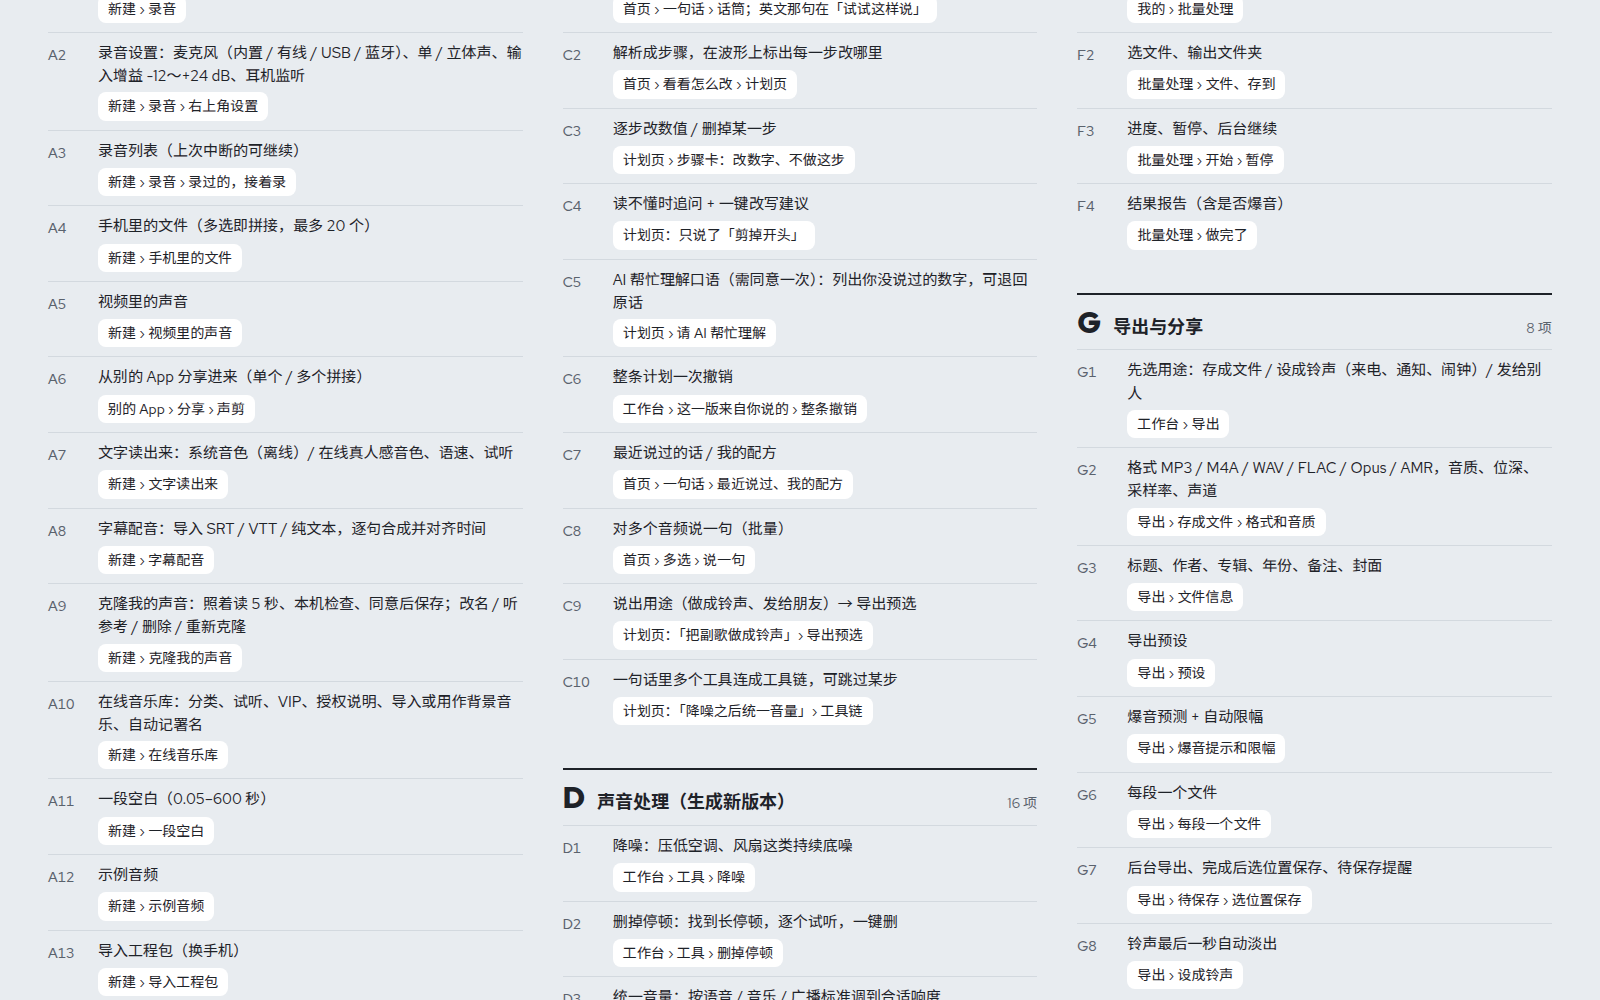 新建 › 录音
A2
录音设置：麦克风（内置 / 有线 / USB / 蓝牙）、单 / 立体声、输
入增益 -12～+24 dB、耳机监听
新建 › 录音 › 右上角设置
A3
录音列表（上次中断的可继续）
新建 › 录音 › 录过的，接着录
A4
手机里的文件（多选即拼接，最多 20 个）
新建 › 手机里的文件
A5
视频里的声音
新建 › 视频里的声音
A6
从别的 App 分享进来（单个 / 多个拼接）
别的 App › 分享 › 声剪
A7
文字读出来：系统音色（离线）/ 在线真人感音色、语速、试听
新建 › 文字读出来
A8
字幕配音：导入 SRT / VTT / 纯文本，逐句合成并对齐时间
新建 › 字幕配音
A9
克隆我的声音：照着读 5 秒、本机检查、同意后保存；改名 / 听
参考 / 删除 / 重新克隆
新建 › 克隆我的声音
A10
在线音乐库：分类、试听、VIP、授权说明、导入或用作背景音
乐、自动记署名
新建 › 在线音乐库
A11
一段空白（0.05–600 秒）
新建 › 一段空白
A12
示例音频
新建 › 示例音频
A13
导入工程包（换手机）
新建 › 导入工程包
首页 › 一句话 › 话筒；英文那句在「试试这样说」
C2
解析成步骤，在波形上标出每一步改哪里
首页 › 看看怎么改 › 计划页
C3
逐步改数值 / 删掉某一步
计划页 › 步骤卡：改数字、不做这步
C4
读不懂时追问 + 一键改写建议
计划页：只说了「剪掉开头」
C5
AI 帮忙理解口语（需同意一次）：列出你没说过的数字，可退回
原话
计划页 › 请 AI 帮忙理解
C6
整条计划一次撤销
工作台 › 这一版来自你说的 › 整条撤销
C7
最近说过的话 / 我的配方
首页 › 一句话 › 最近说过、我的配方
C8
对多个音频说一句（批量）
首页 › 多选 › 说一句
C9
说出用途（做成铃声、发给朋友）→ 导出预选
计划页：「把副歌做成铃声」› 导出预选
C10
一句话里多个工具连成工具链，可跳过某步
计划页：「降噪之后统一音量」› 工具链
D 声音处理（生成新版本）
16 项
D1
降噪：压低空调、风扇这类持续底噪
工作台 › 工具 › 降噪
D2
删掉停顿：找到长停顿，逐个试听，一键删
工作台 › 工具 › 删掉停顿
D3
统一音量：按语音 / 音乐 / 广播标准调到合适响度
我的 › 批量处理
F2
选文件、输出文件夹
批量处理 › 文件、存到
F3
进度、暂停、后台继续
批量处理 › 开始 › 暂停
F4
结果报告（含是否爆音）
批量处理 › 做完了
G 导出与分享
8 项
G1
先选用途：存成文件 / 设成铃声（来电、通知、闹钟）/ 发给别
人
工作台 › 导出
G2
格式 MP3 / M4A / WAV / FLAC / Opus / AMR，音质、位深、
采样率、声道
导出 › 存成文件 › 格式和音质
G3
标题、作者、专辑、年份、备注、封面
导出 › 文件信息
G4
导出预设
导出 › 预设
G5
爆音预测 + 自动限幅
导出 › 爆音提示和限幅
G6
每段一个文件
导出 › 每段一个文件
G7
后台导出、完成后选位置保存、待保存提醒
导出 › 待保存 › 选位置保存
G8
铃声最后一秒自动淡出
导出 › 设成铃声